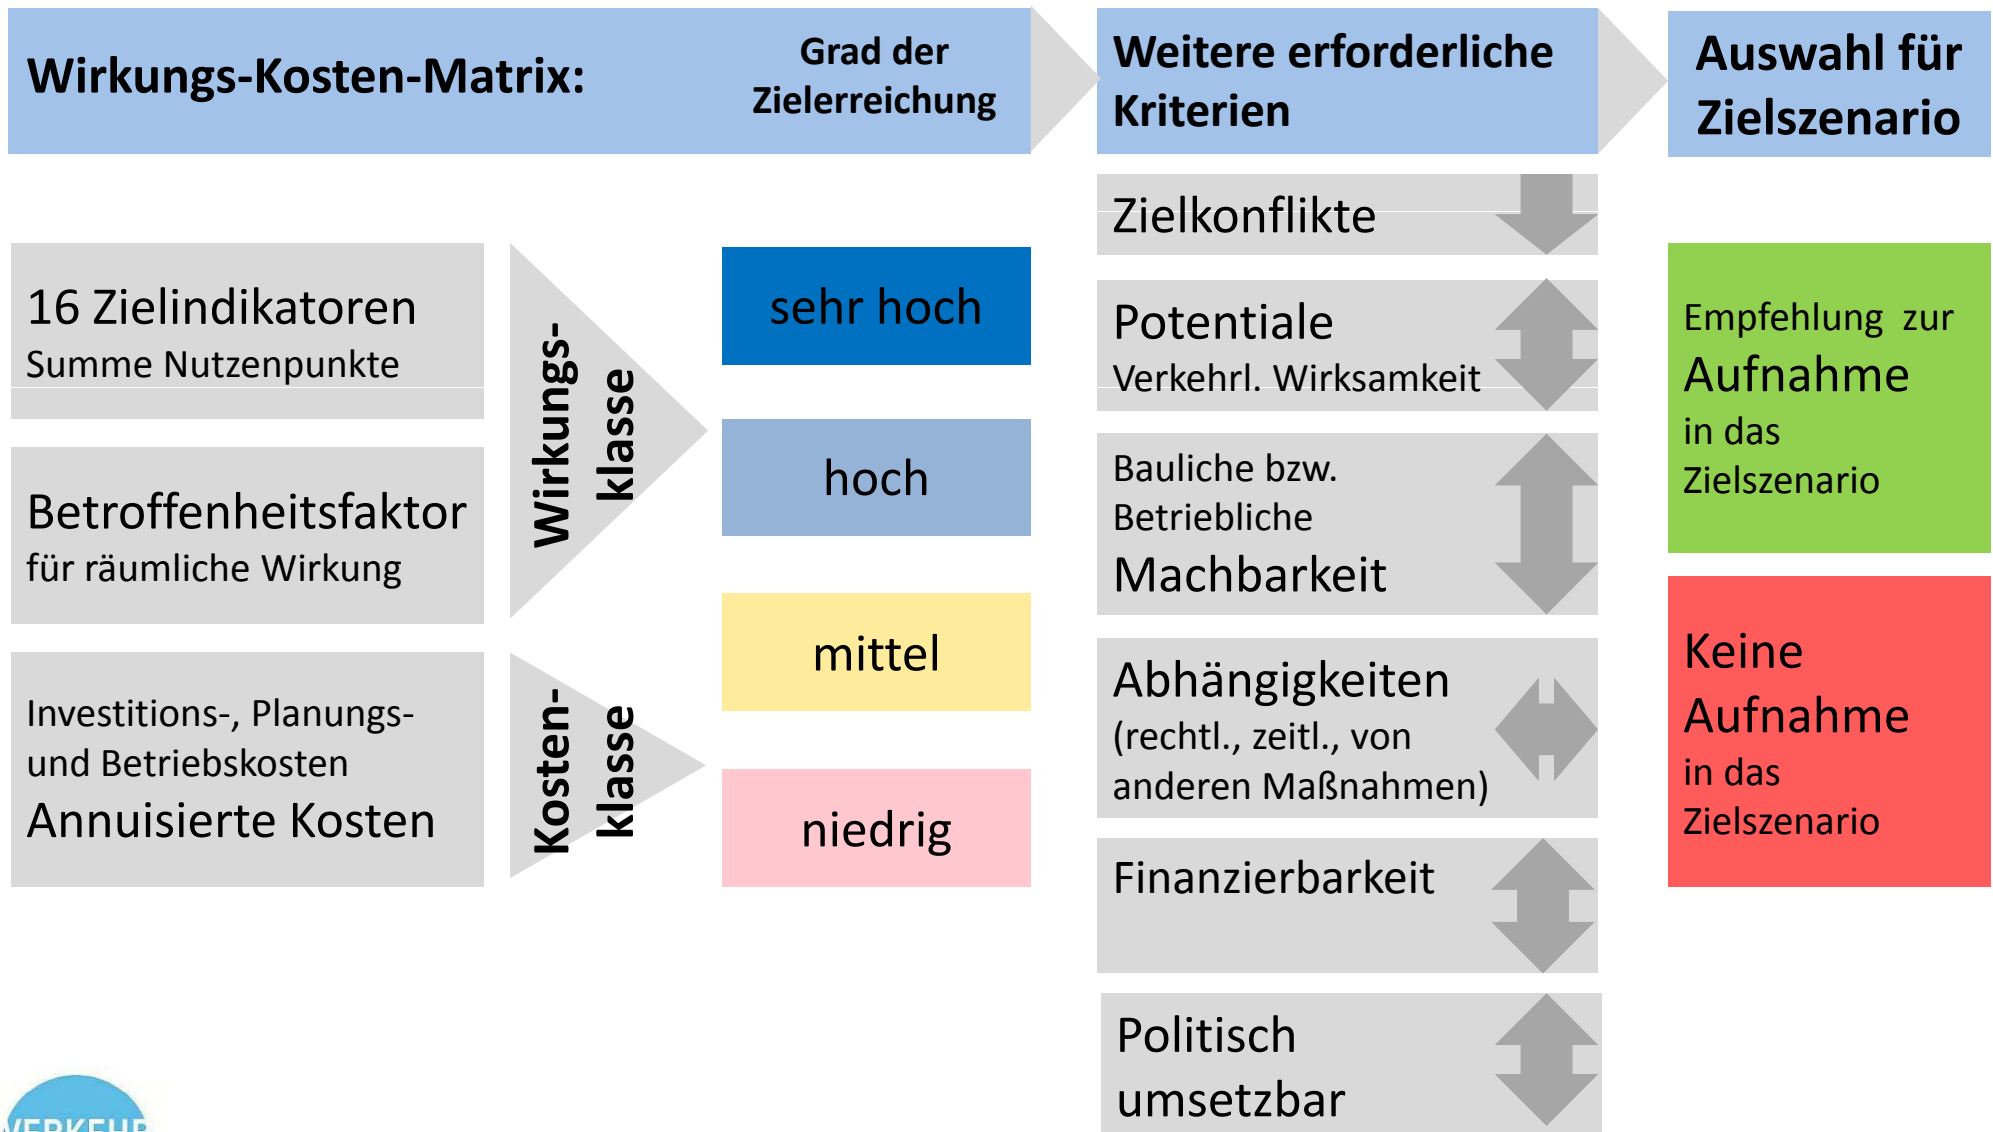 Wirkungs-Kosten-Matrix:
Grad der
Zielerreichung
Weitere erforderliche
Kriterien
Auswahl für
Zielszenario
16 Zielindikatoren
Summe Nutzenpunkte
Betroffenheitsfaktor
für räumliche Wirkung
Investitions-, Planungs-
und Betriebskosten
Annuisierte Kosten
Wirkungs-
klasse
Kosten-
klasse
sehr hoch
hoch
mittel
niedrig
Zielkonflikte
Potentiale
Verkehrl. Wirksamkeit
Bauliche bzw.
Betriebliche
Machbarkeit
Abhängigkeiten
(rechtl., zeitl., von
anderen Maßnahmen)
Finanzierbarkeit
Politisch
umsetzbar
Empfehlung zur
Aufnahme
in das
Zielszenario
Keine
Aufnahme
in das
Zielszenario